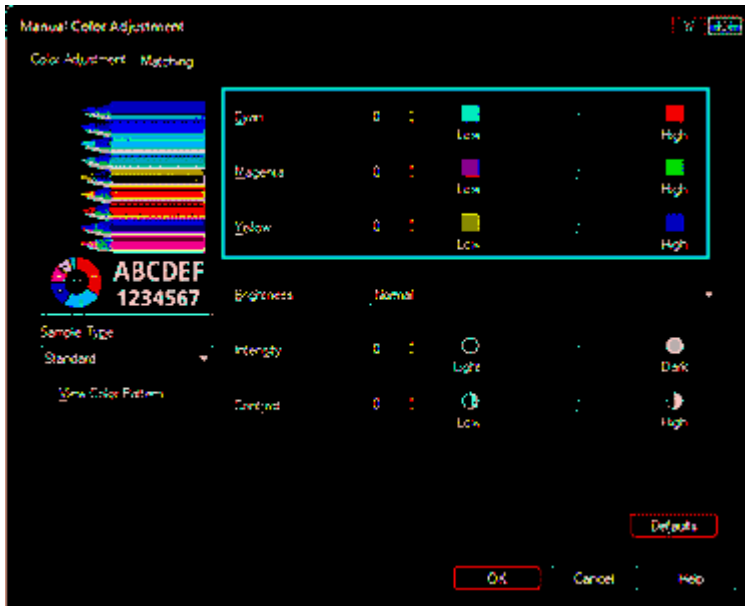 Manual Color Adjustment
Color Adjustment Matching
Cyan 0 Low High
Magenta 0 Low High
Yellow 0 Low High
ABCDEF
1234567
Brightness Normal
Sample Type
Standard
Intensity 0 Light Dark
View Color Pattern
Contrast 0 Low High
Defaults
OK Cancel Help